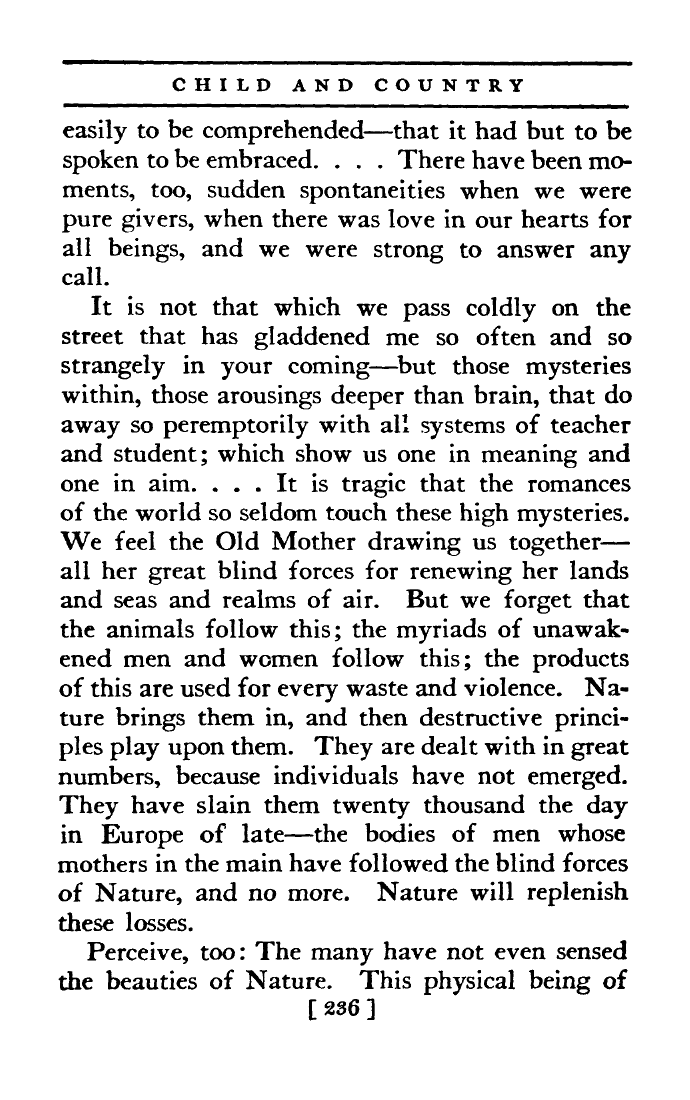 CHILD AND COUNTRY
easily to be comprehended—that it had but to be
spoken to be embraced. . . . There have been mo-
ments, too, sudden spontaneities when we were
pure givers, when there was love in our hearts for
all beings, and we were strong to answer any
call.
It is not that which we pass coldly on the
street that has gladdened me so often and so
strangely in your coming—but those mysteries
within, those arousings deeper than brain, that do
away so peremptorily with all systems of teacher
and student; which show us one in meaning and
one in aim. . . . It is tragic that the romances
of the world so seldom touch these high mysteries.
We feel the Old Mother drawing us together—
all her great blind forces for renewing her lands
and seas and realms of air. But we forget that
the animals follow this; the myriads of unawak-
ened men and women follow this; the products
of this are used for every waste and violence. Na-
ture brings them in, and then destructive princi-
ples play upon them. They are dealt with in great
numbers, because individuals have not emerged.
They have slain them twenty thousand the day
in Europe of late—the bodies of men whose
mothers in the main have followed the blind forces
of Nature, and no more. Nature will replenish
these losses.
Perceive, too: The many have not even sensed
the beauties of Nature. This physical being of
[ 236 ]